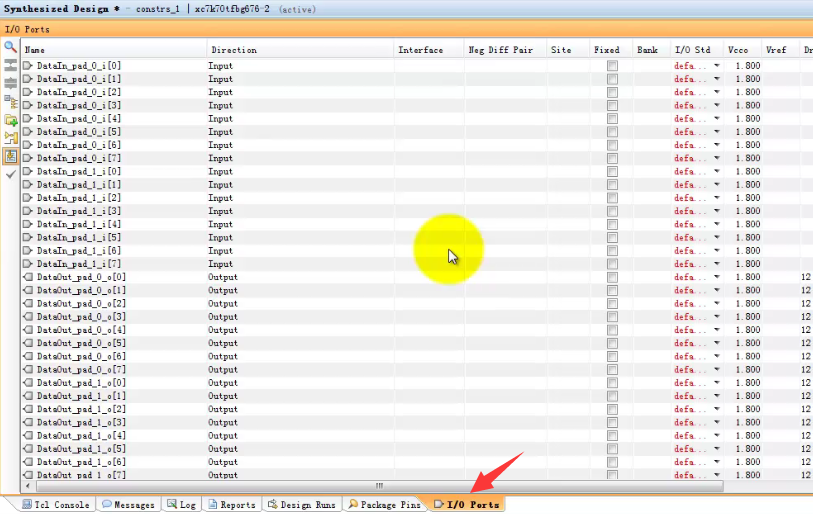 Synthesized Design * - constrs_1 | xc7k70tfbg676-2 (active)
I/O Ports
Name Direction Interface Neg Diff Pair Site Fixed Bank I/O Std Vcco Vref Dr
DataIn_pad_0_i[0] Input defa... 1.800
DataIn_pad_0_i[1] Input defa... 1.800
DataIn_pad_0_i[2] Input defa... 1.800
DataIn_pad_0_i[3] Input defa... 1.800
DataIn_pad_0_i[4] Input defa... 1.800
DataIn_pad_0_i[5] Input defa... 1.800
DataIn_pad_0_i[6] Input defa... 1.800
DataIn_pad_0_i[7] Input defa... 1.800
DataIn_pad_1_i[0] Input defa... 1.800
DataIn_pad_1_i[1] Input defa... 1.800
DataIn_pad_1_i[2] Input defa... 1.800
DataIn_pad_1_i[3] Input defa... 1.800
DataIn_pad_1_i[4] Input defa... 1.800
DataIn_pad_1_i[5] Input defa... 1.800
DataIn_pad_1_i[6] Input defa... 1.800
DataIn_pad_1_i[7] Input defa... 1.800
DataOut_pad_0_o[0] Output defa... 1.800 12
DataOut_pad_0_o[1] Output defa... 1.800 12
DataOut_pad_0_o[2] Output defa... 1.800 12
DataOut_pad_0_o[3] Output defa... 1.800 12
DataOut_pad_0_o[4] Output defa... 1.800 12
DataOut_pad_0_o[5] Output defa... 1.800 12
DataOut_pad_0_o[6] Output defa... 1.800 12
DataOut_pad_0_o[7] Output defa... 1.800 12
DataOut_pad_1_o[0] Output defa... 1.800 12
DataOut_pad_1_o[1] Output defa... 1.800 12
DataOut_pad_1_o[2] Output defa... 1.800 12
DataOut_pad_1_o[3] Output defa... 1.800 12
DataOut_pad_1_o[4] Output defa... 1.800 12
DataOut_pad_1_o[5] Output defa... 1.800 12
DataOut_pad_1_o[6] Output defa... 1.800 12
DataOut_pad_1_o[7] Output defa... 1.800 12
Tcl Console Messages Log Reports Design Runs Package Pins I/O Ports